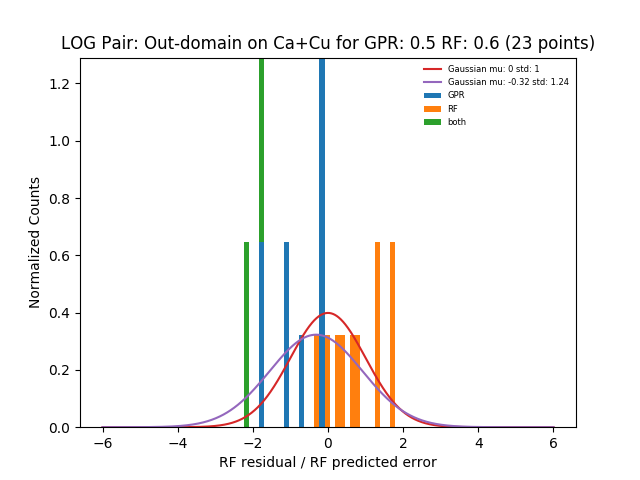 LOG Pair: Out-domain on Ca+Cu for GPR: 0.5 RF: 0.6 (23 points)
Gaussian mu: 0 std: 1
Gaussian mu: -0.32 std: 1.24
GPR
RF
both
Normalized Counts
1.2
1.0
0.8
0.6
0.4
0.2
0.0
−6 −4 −2 0 2 4 6
RF residual / RF predicted error